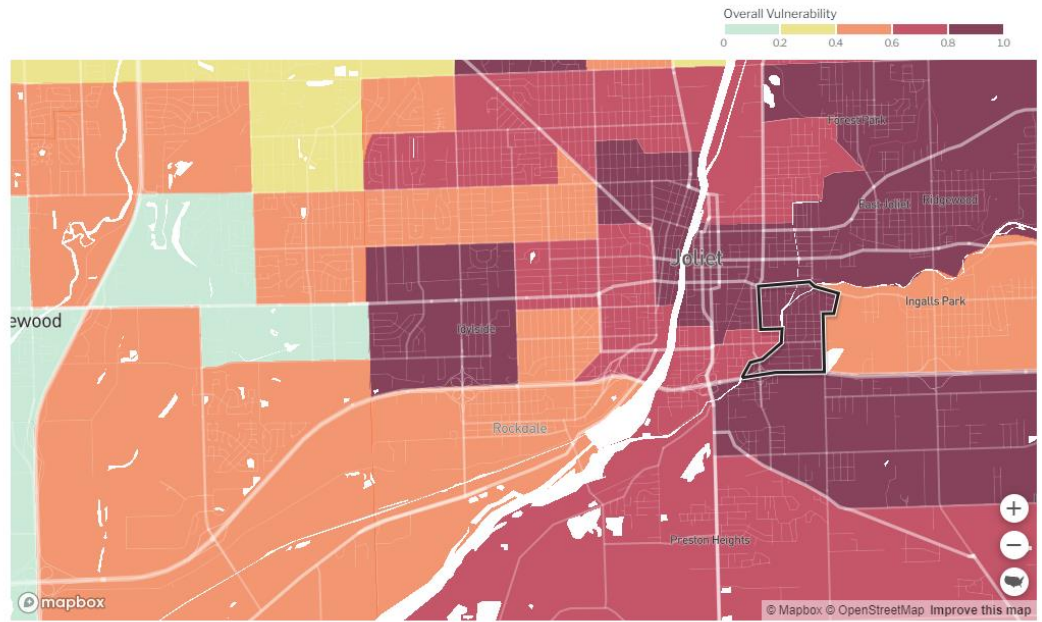 Overall Vulnerability
0 0.2 0.4 0.6 0.8 1.0
Forest Park
East Joliet Ridgewood
Joliet
Ingalls Park
ewood
Idylside
Rockdale
Preston Heights
+
−
mapbox
© Mapbox © OpenStreetMap Improve this map